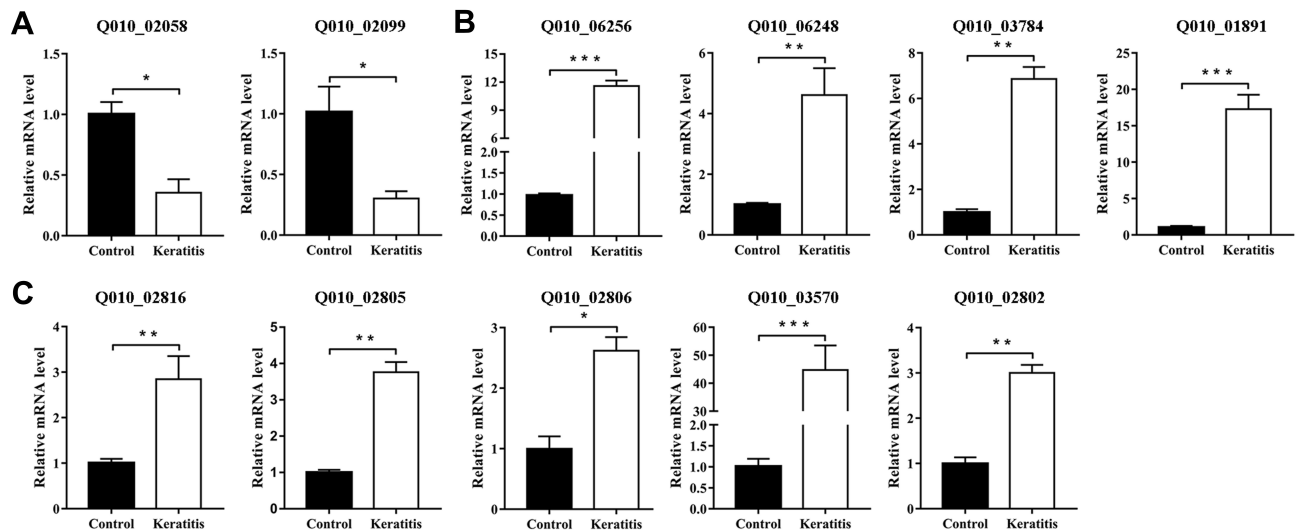 A
B
Q010_02058
Q010_02099
Q010_06256
Q010_06248
Q010_03784
Q010_01891
Relative mRNA level
1.5
1.0
0.5
0.0
*
Control Keratitis
Relative mRNA level
1.5
1.0
0.5
0.0
*
Control Keratitis
Relative mRNA level
15
12
9
6
2.0
1.5
1.0
0.5
0.0
***
Control Keratitis
Relative mRNA level
6
4
2
0
**
Control Keratitis
Relative mRNA level
8
6
4
2
0
**
Control Keratitis
Relative mRNA level
25
20
15
10
5
0
***
Control Keratitis
C
Q010_02816
Q010_02805
Q010_02806
Q010_03570
Q010_02802
Relative mRNA level
4
3
2
1
0
**
Control Keratitis
Relative mRNA level
5
4
3
2
1
0
**
Control Keratitis
Relative mRNA level
3
2
1
0
*
Control Keratitis
Relative mRNA level
60
50
40
30
2.0
1.5
1.0
0.5
0.0
***
Control Keratitis
Relative mRNA level
4
3
2
1
0
**
Control Keratitis